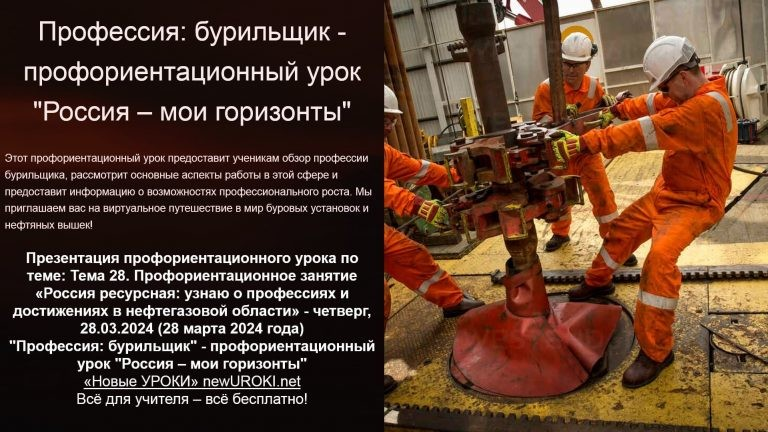 Профессия: бурильщик -
профориентационный урок
"Россия – мои горизонты"
Этот профориентационный урок предоставит ученикам обзор профессии
бурильщика, рассмотрит основные аспекты работы в этой сфере и
предоставит информацию о возможностях профессионального роста. Мы
приглашаем вас на виртуальное путешествие в мир буровых установок и
нефтяных вышек!
Презентация профориентационного урока по
теме: Тема 28. Профориентационное занятие
«Россия ресурсная: узнаю о профессиях и
достижениях в нефтегазовой области» - четверг,
28.03.2024 (28 марта 2024 года)
"Профессия: бурильщик" - профориентационный
урок "Россия – мои горизонты"
«Новые УРОКИ» newUROKI.net
Всё для учителя – всё бесплатно!